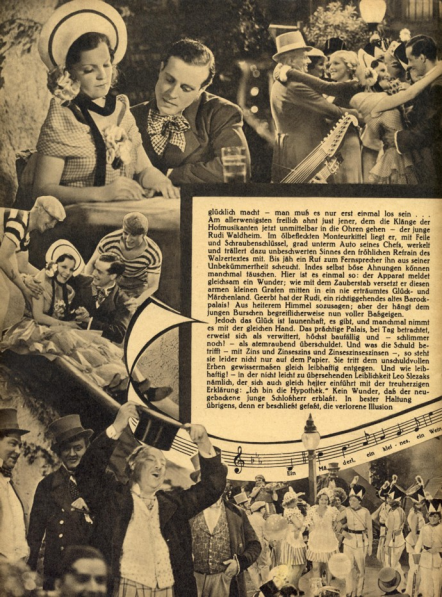 glücklich macht — man muß es nur erst einmal los sein . . .
Am allerwenigsten freilich ahnt just jener, dem die Klänge der
Hofmusikanten jetzt unmittelbar in die Ohren gehen — der junge
Rudi Waldheim. Im ölbefleckten Monteurkittel liegt er, mit Feile
und Schraubenschlüssel, grad unterm Auto seines Chefs, werkelt
und trällert dazu unbeschwerten Sinnes den fröhlichen Refrain des
Walzertextes mit. Bis jäh ein Ruf zum Fernsprecher ihn aus seiner
Unbekümmertheit scheucht. Indes selbst böse Ahnungen können
manchmal täuschen. Hier ist es einmal so: der Apparat meldet
gleichsam ein Wunder; wie mit dem Zauberstab versetzt er diesen
armen kleinen Grafen mitten in ein nie erträumtes Glück- und
Märchenland. Geerbt hat der Rudi, ein richtiggehendes altes Barock-
palais! Aus heiterem Himmel sozusagen; aber der hängt dem
jungen Burschen begreiflicherweise nun voller Baßgeigen.
Jedoch das Glück ist launenhaft, es gibt, und manchmal nimmt
es mit der gleichen Hand. Das prächtige Palais, bei Tag betrachtet,
erweist sich als verwittert, höchst baufällig und — schlimmer
noch! — als atemraubend überschuldet. Und was die Schuld be-
trifft — mit Zins und Zinseszins und Zinseszinseszinsen —, so steht
sie leider nicht nur auf dem Papier. Sie tritt dem unschuldvollen
Erben gewissermaßen gleich leibhaftig entgegen. Und wie leib-
haftig! — in der nicht leicht zu übersehenden Leiblichkeit Leo Slezaks
nämlich, der sich auch gleich heiter einführt mit der treuherzigen
Erklärung: „Ich bin die Hypothek.“ Kein Wunder, daß der neu-
gebackene junge Schloßherr erblaßt. In bester Haltung
übrigens, denn er beschließt gefaßt, die verlorene Illusion
Ein derl, ein klei - nes, ein